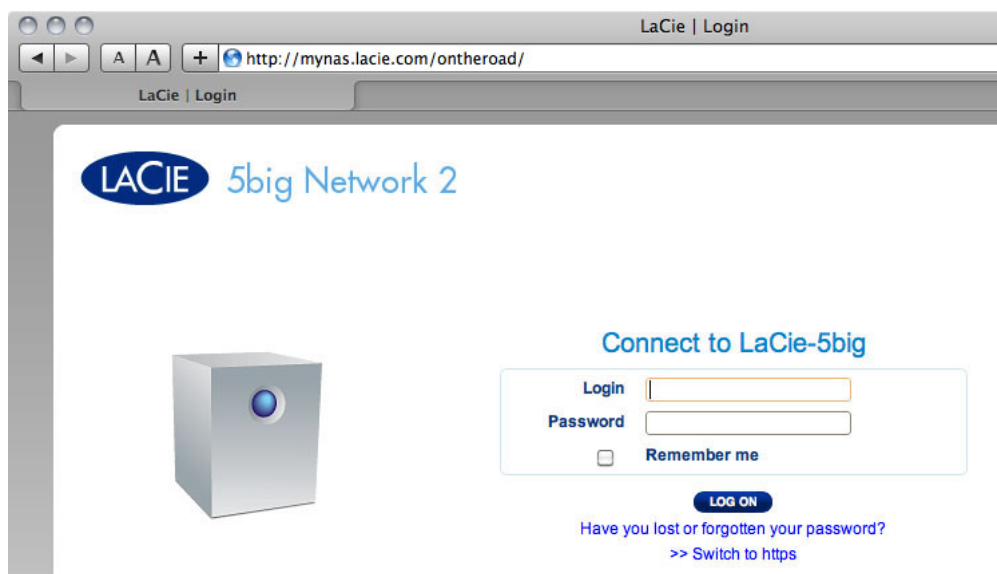 LaCie | Login
A A + http://mynas.lacie.com/ontheroad/
LaCie | Login
LACIE 5big Network 2
Connect to LaCie-5big
Login
Password
Remember me
LOG ON
Have you lost or forgotten your password?
>> Switch to https